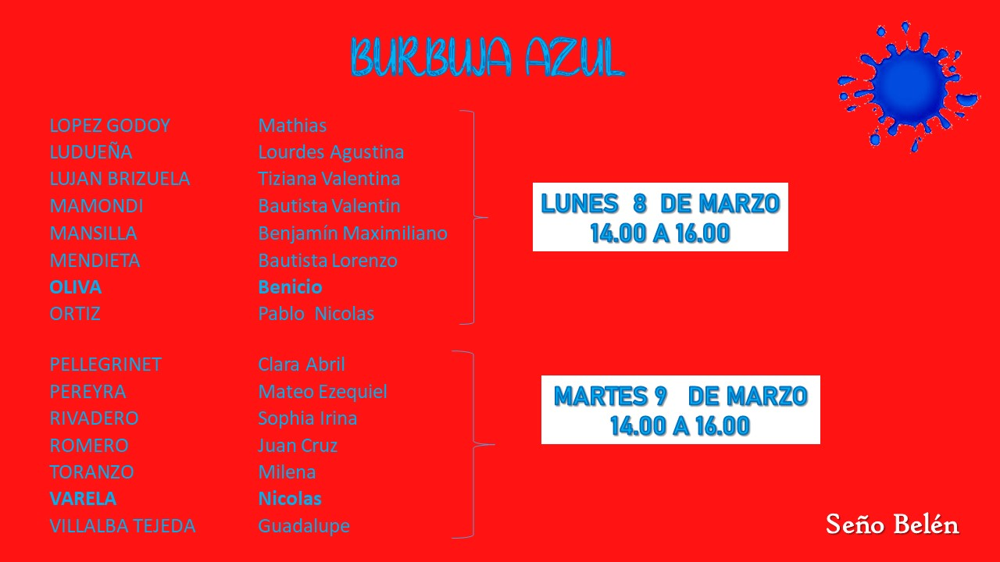 BURBUJA AZUL
LOPEZ GODOY Mathias
LUDUEÑA Lourdes Agustina
LUJAN BRIZUELA Tiziana Valentina
MAMONDI Bautista Valentin
MANSILLA Benjamín Maximiliano
MENDIETA Bautista Lorenzo
OLIVA Benicio
ORTIZ Pablo Nicolas
LUNES 8 DE MARZO
14.00 A 16.00
PELLEGRINET Clara Abril
PEREYRA Mateo Ezequiel
RIVADERO Sophia Irina
ROMERO Juan Cruz
TORANZO Milena
VARELA Nicolas
VILLALBA TEJEDA Guadalupe
MARTES 9 DE MARZO
14.00 A 16.00
Seño Belén